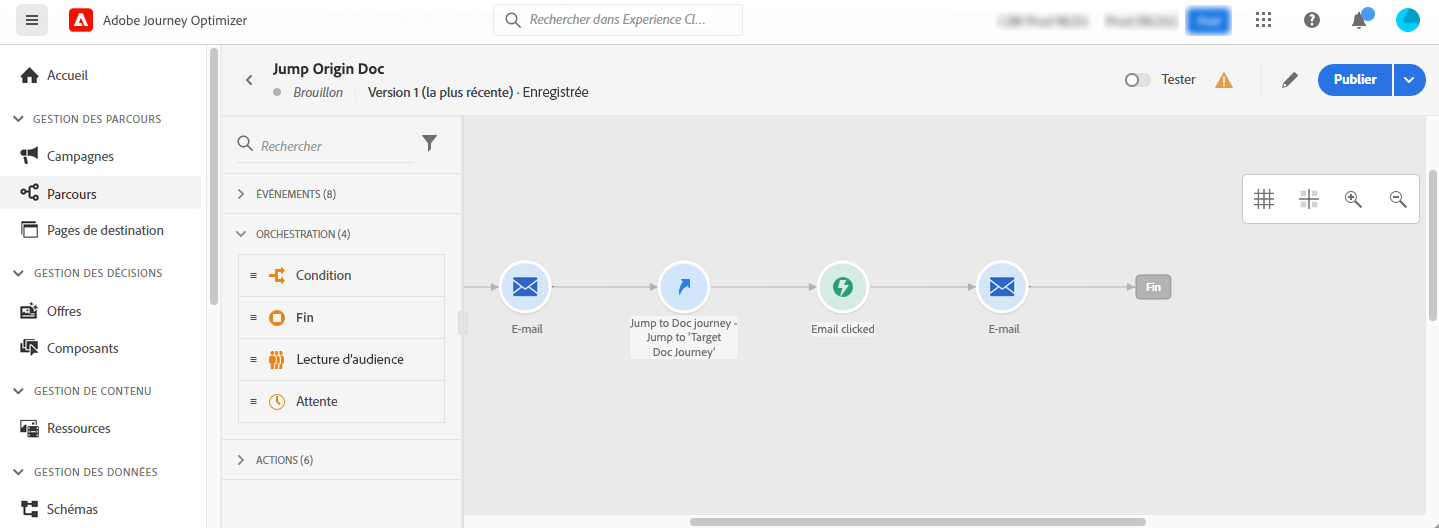 Adobe Journey Optimizer
Rechercher dans Experience Cl...
Accueil
GESTION DES PARCOURS
Campagnes
Parcours
Pages de destination
GESTION DES DÉCISIONS
Offres
Composants
GESTION DE CONTENU
Ressources
GESTION DES DONNÉES
Schémas
Jump Origin Doc
Brouillon
Version 1 (la plus récente) · Enregistrée
Tester
Publier
Rechercher
ÉVÉNEMENTS (8)
ORCHESTRATION (4)
Condition
Fin
Lecture d'audience
Attente
ACTIONS (6)
E-mail
Jump to Doc journey -
Jump to 'Target
Doc Journey'
Email clicked
E-mail
Fin